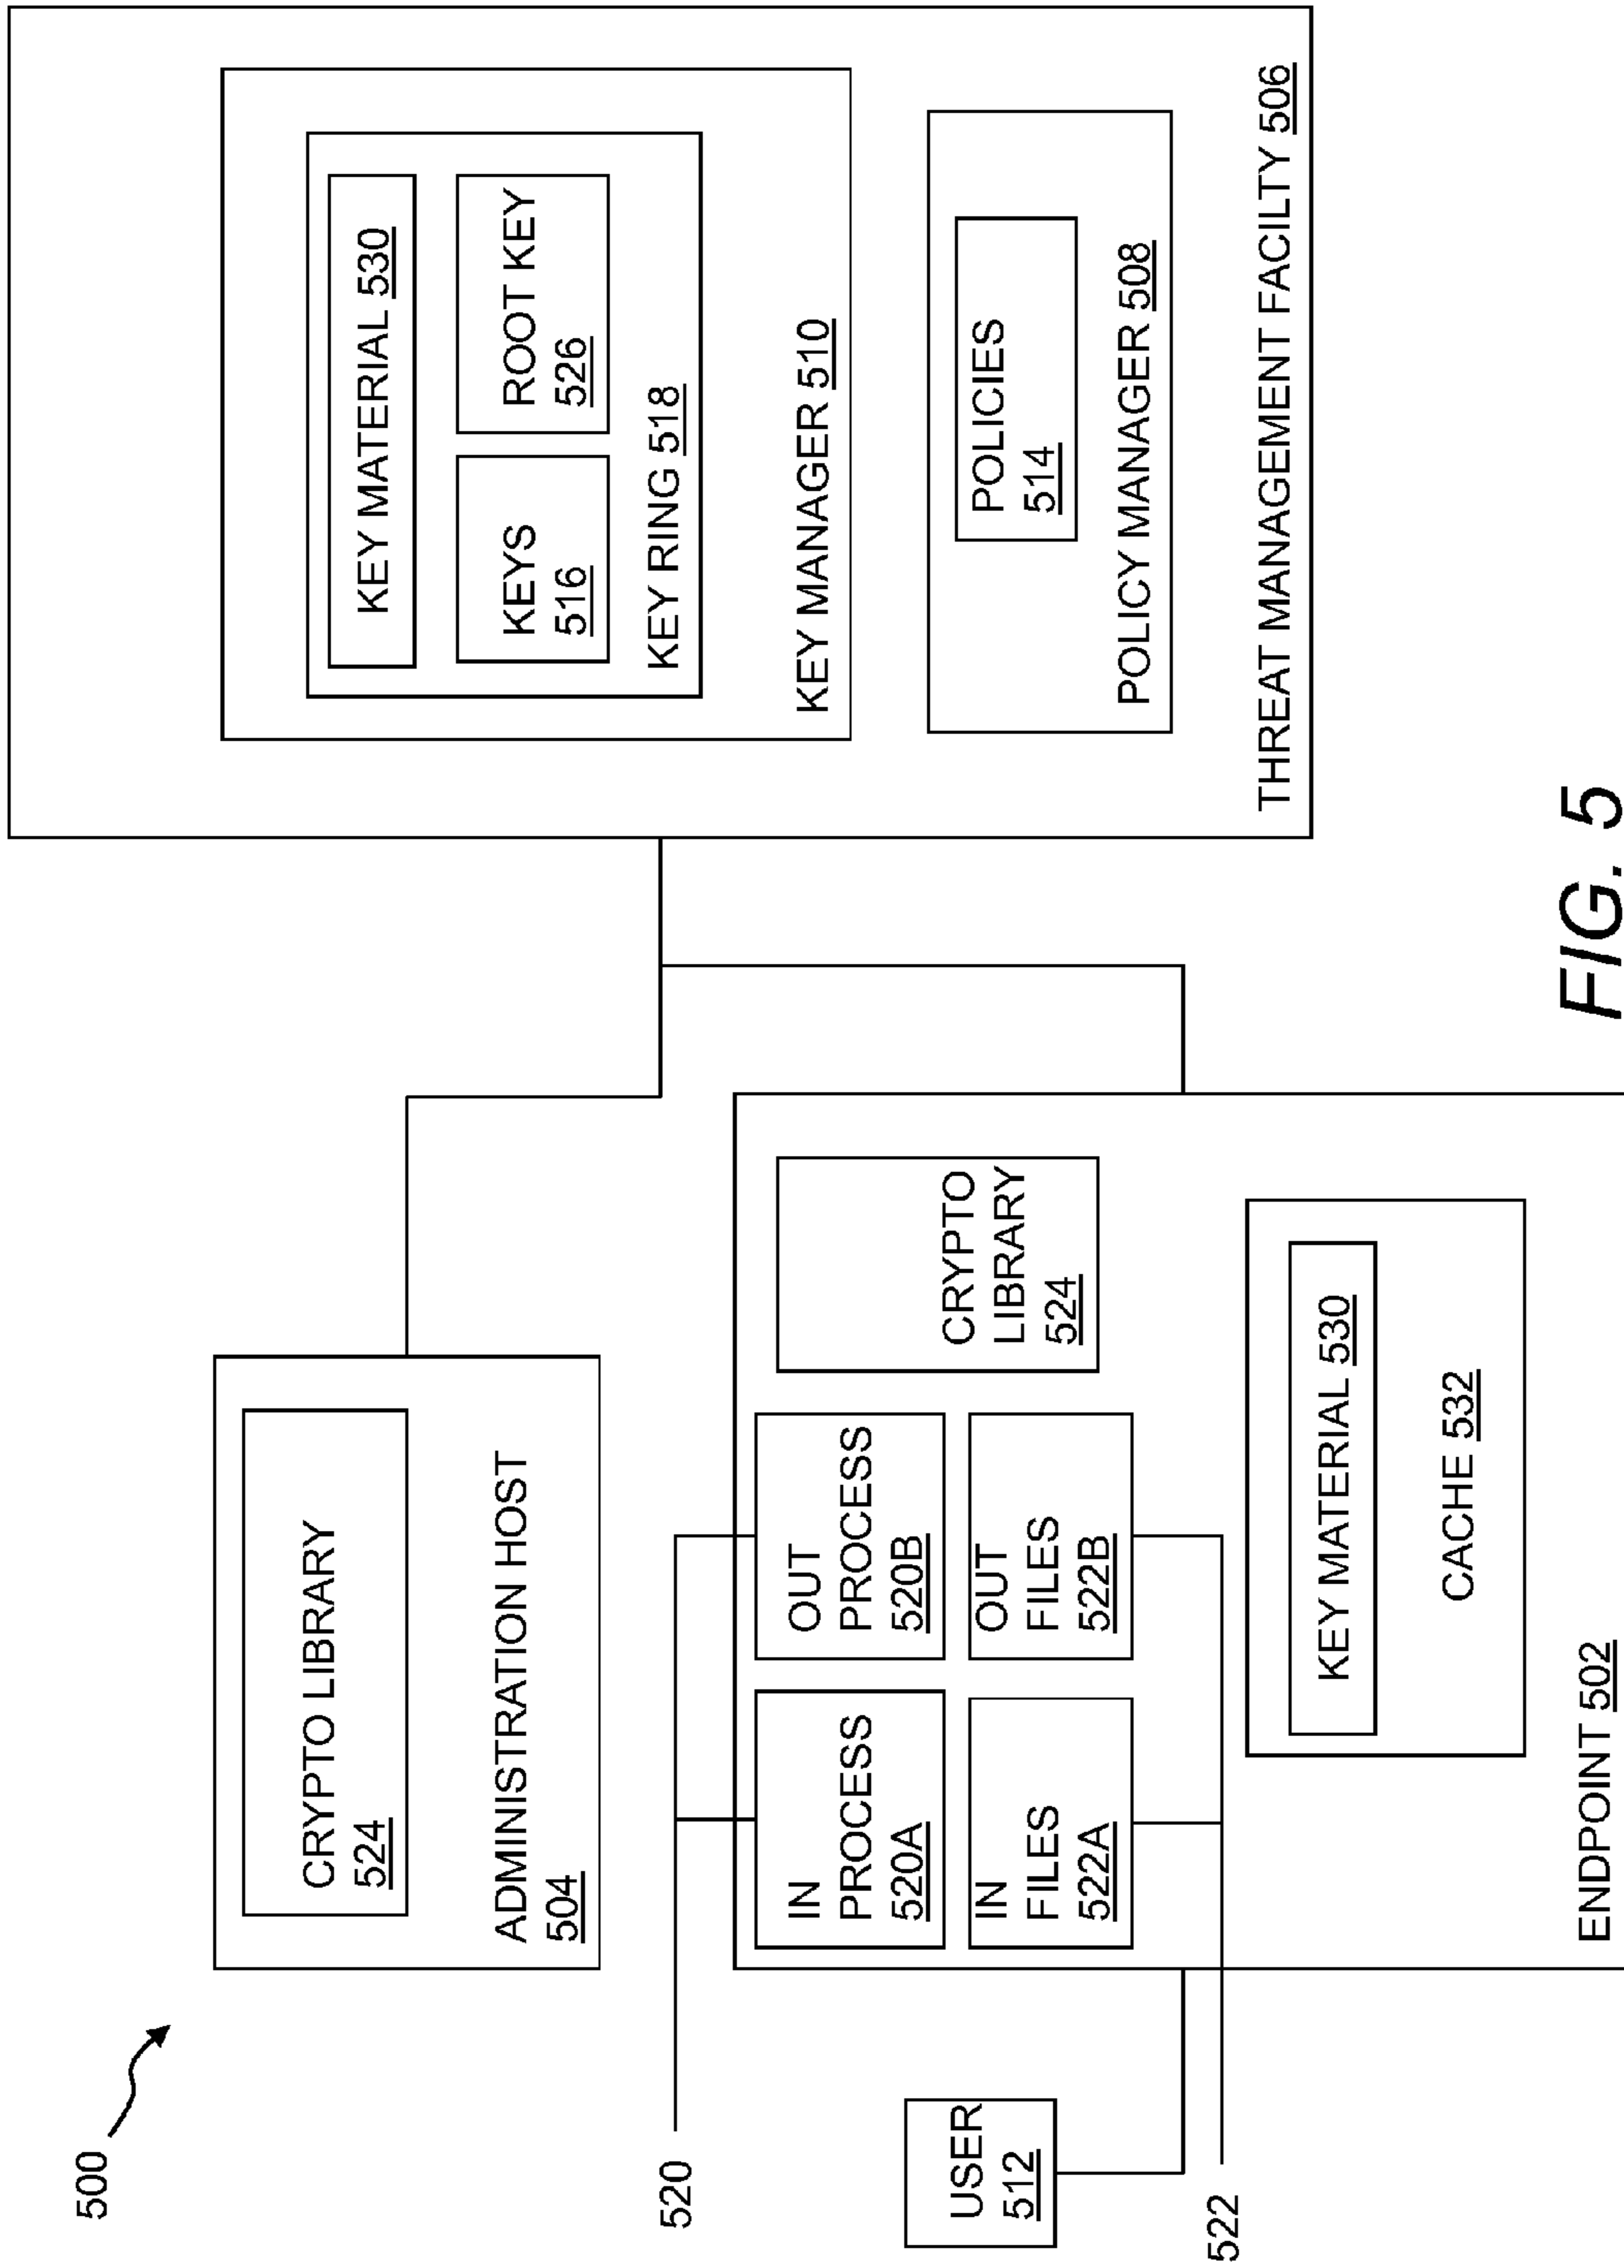 500
CRYPTO LIBRARY
524
ADMINISTRATION HOST
504
KEY MATERIAL 530
KEYS
516
ROOT KEY
526
KEY RING 518
KEY MANAGER 510
POLICIES
514
POLICY MANAGER 508
THREAT MANAGEMENT FACILTY 506
520
USER
512
522
IN
PROCESS
520A
OUT
PROCESS
520B
IN
FILES
522A
OUT
FILES
522B
CRYPTO
LIBRARY
524
KEY MATERIAL 530
CACHE 532
ENDPOINT 502
FIG. 5